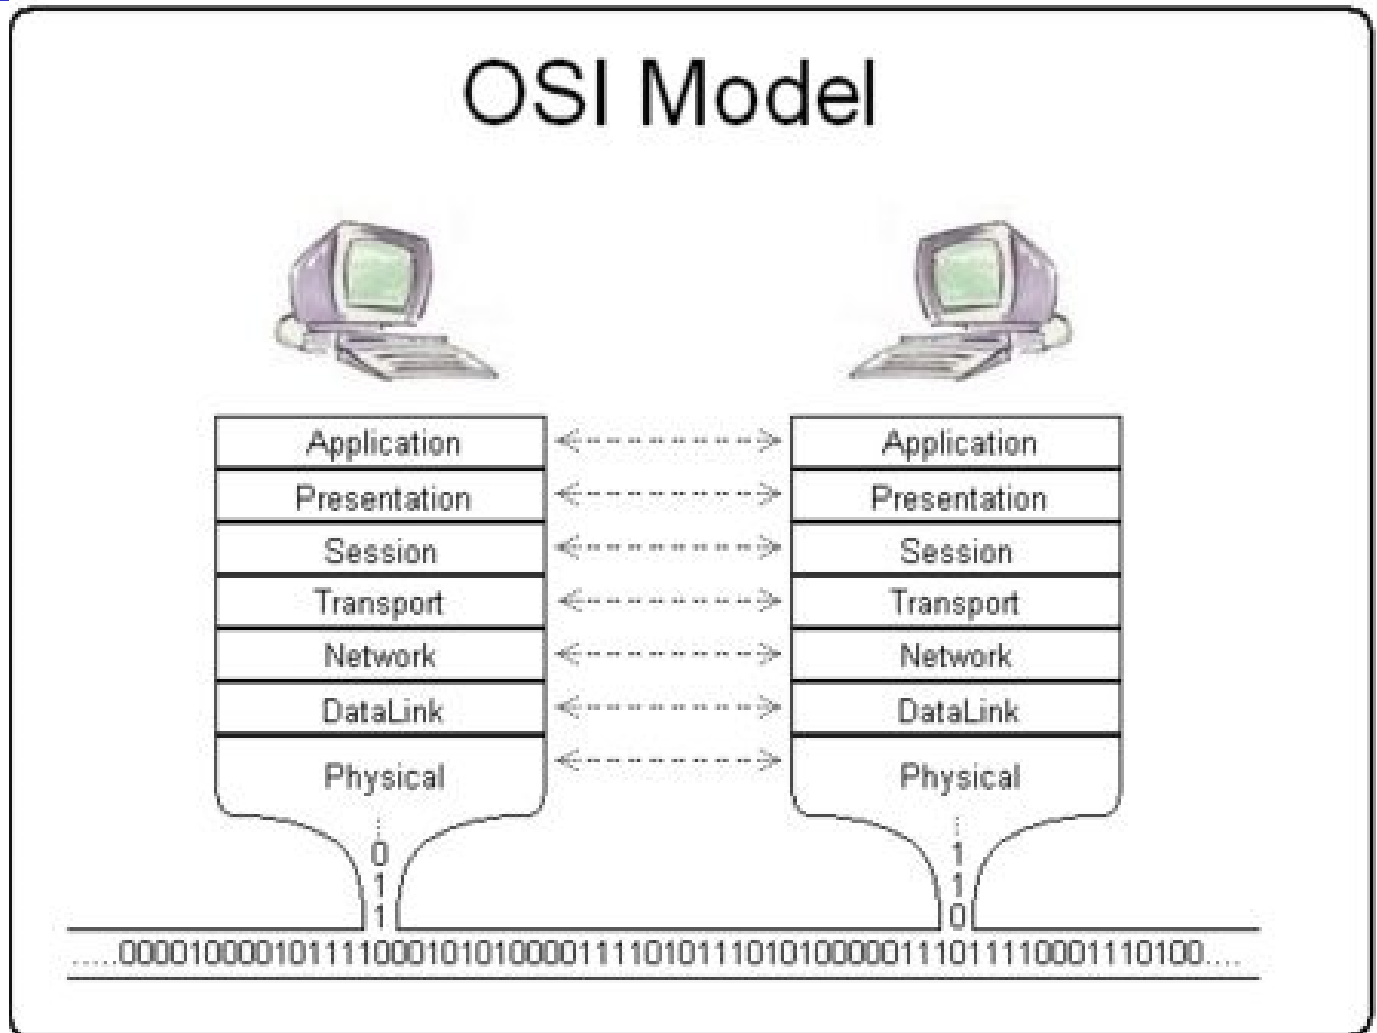 OSI Model
Application Application
Presentation Presentation
Session Session
Transport Transport
Network Network
DataLink DataLink
Physical Physical
0 1
1 1
1 0
.....00001000010111100010101000011110101110101000001110111110001110100....